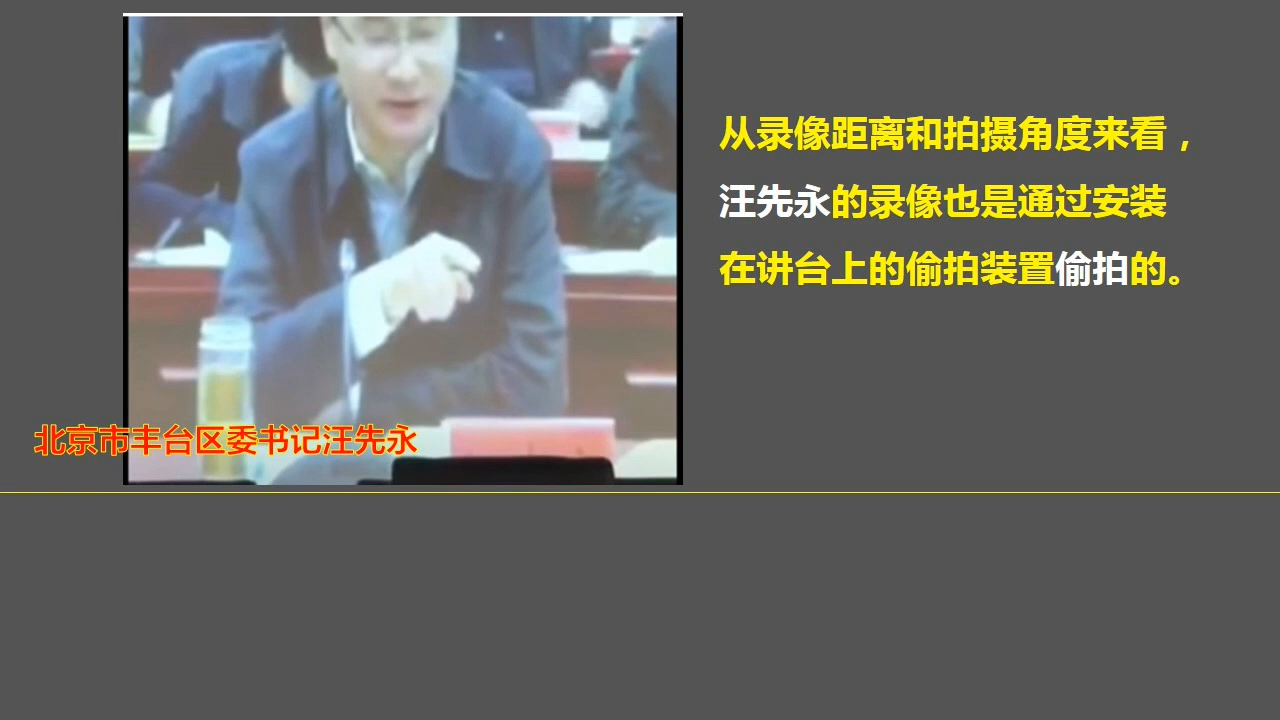 从录像距离和拍摄角度来看，
汪先永的录像也是通过安装
在讲台上的偷拍装置偷拍的。
北京市丰台区委书记汪先永